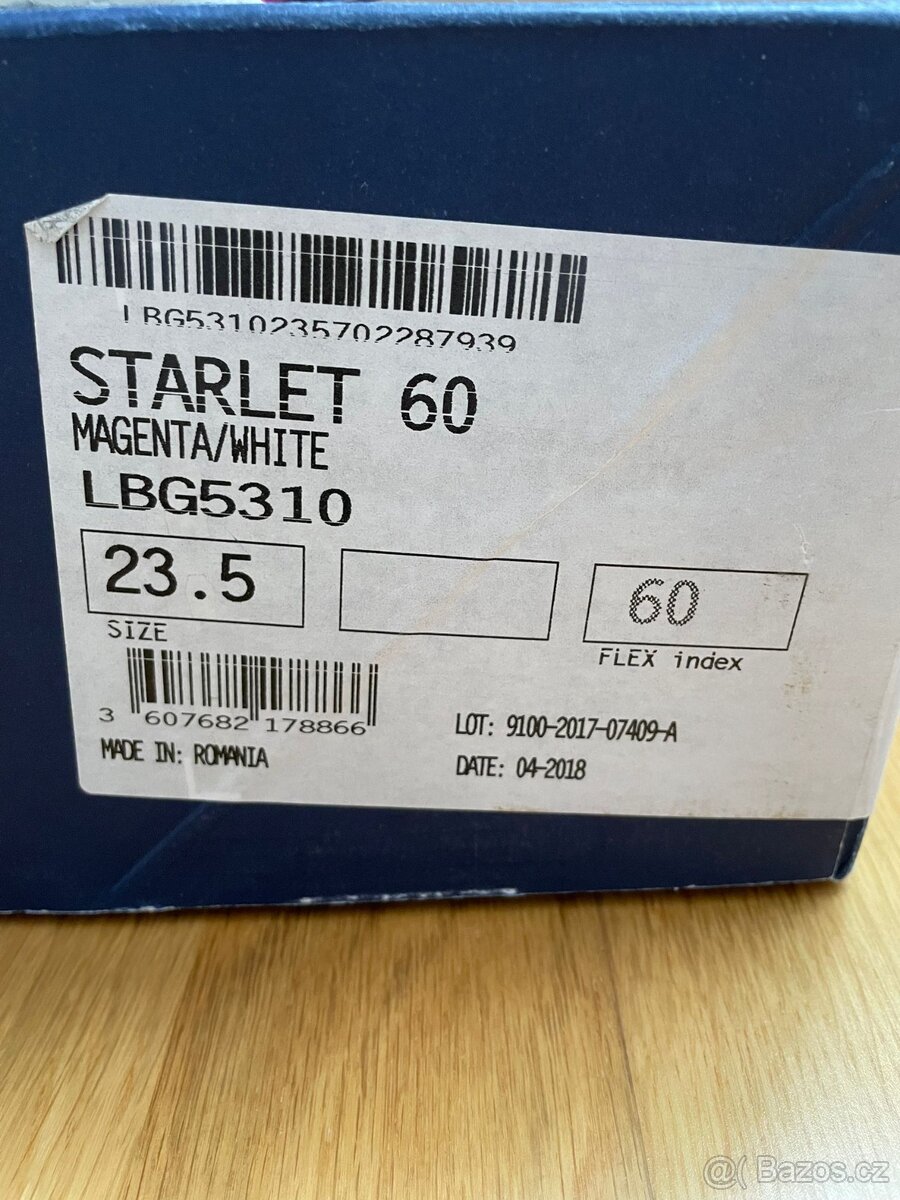 LBG5310235702287939
STARLET 60
MAGENTA/WHITE
LBG5310
23.5
60
SIZE
FLEX index
3 607682 178866
LOT: 9100-2017-07409-A
MADE IN: ROMANIA
DATE: 04-2018
@( Bazos.cz